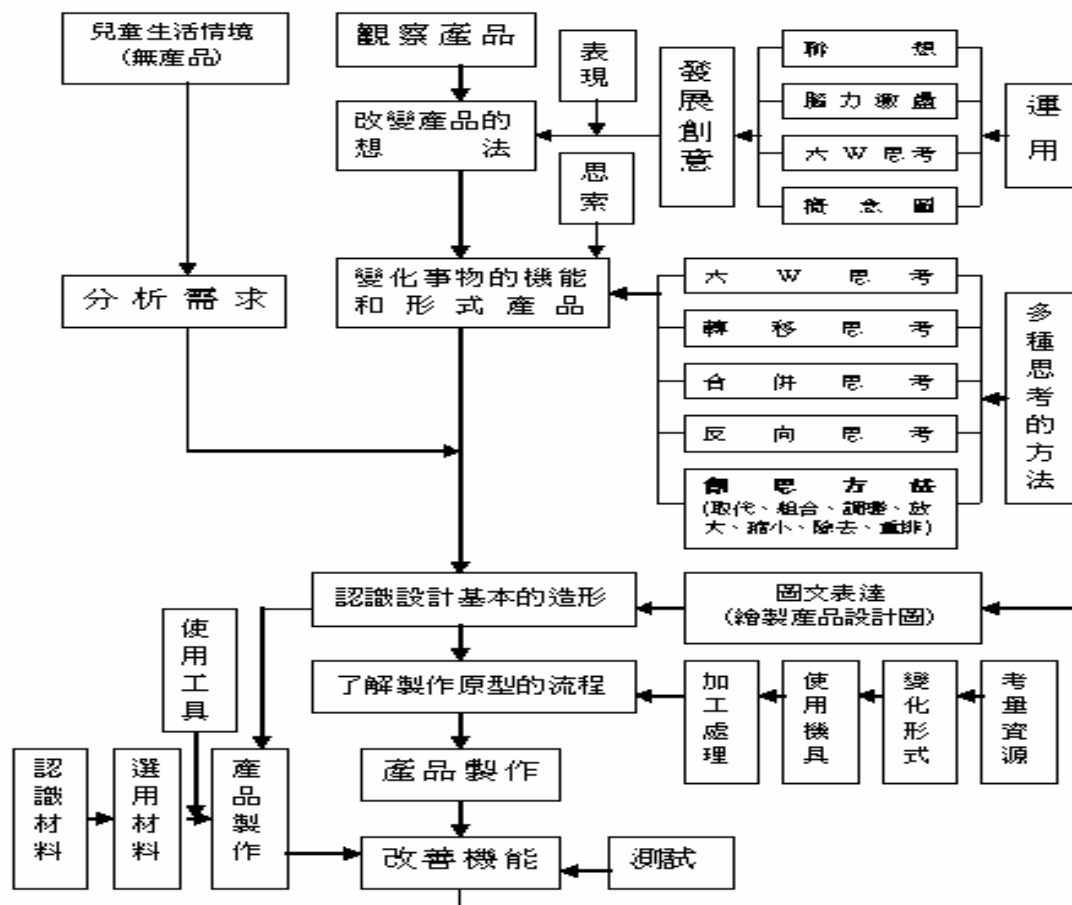 兒童生活情境
(無產品)
觀察產品
表現
發展創意
聯想
腦力激盪
六W思考
概念圖
運用
改變產品的
想法
思索
分析需求
變化事物的機能
和形式產品
六W思考
轉移思考
合併思考
反向思考
創思方法
(取代、組合、調整、放
大、縮小、除去、重排)
多種思考的方法
認識設計基本的造形
圖文表達
(繪製產品設計圖)
使用工具
了解製作原型的流程
加工處理
使用機具
變化形式
考量資源
認識材料
選用材料
產品製作
產品製作
改善機能
測試